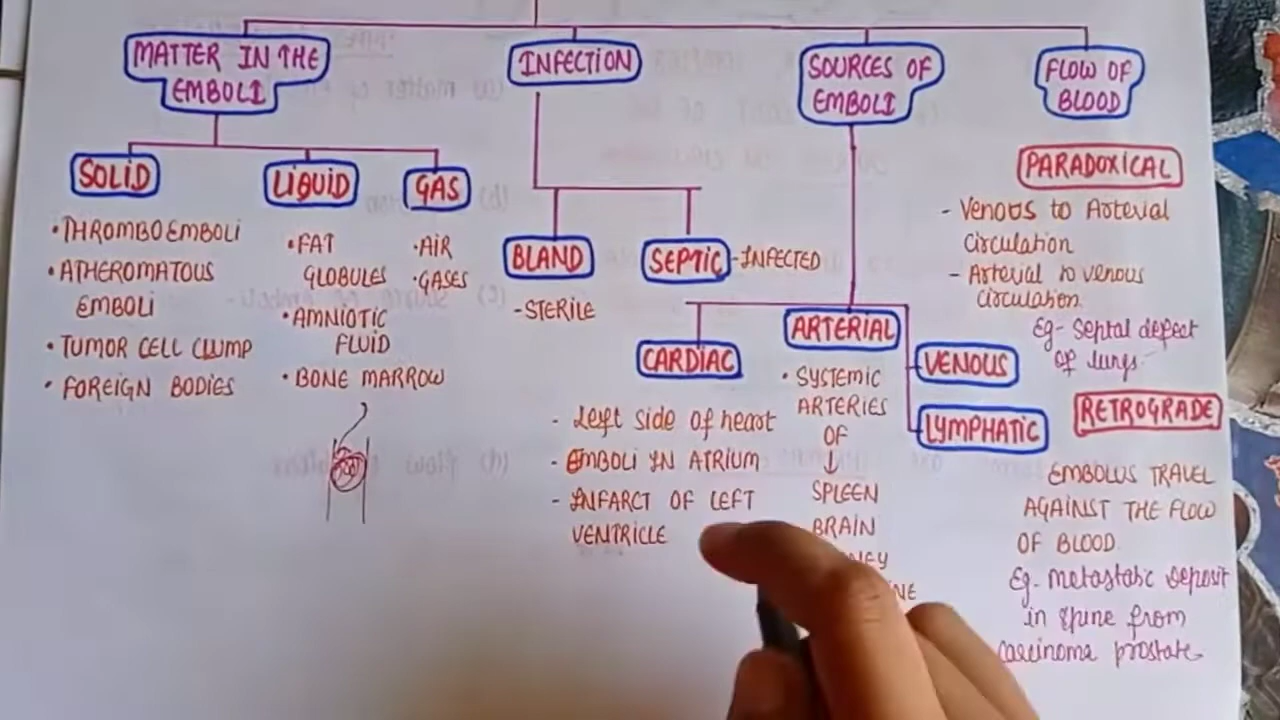 MATTER IN THE
EMBOLI
INFECTION
SOURCES OF
EMBOLI
FLOW OF
BLOOD
SOLID
LIQUID
GAS
• THROMBOEMBOLI
• ATHEROMATOUS
EMBOLI
• TUMOR CELL CLUMP
• FOREIGN BODIES
• FAT
GLOBULES
• AMNIOTIC
FLUID
• BONE MARROW
• AIR
• GASES
BLAND
- STERILE
SEPTIC - INFECTED
CARDIAC
- Left side of heart
- EMBOLI IN ATRIUM
- INFARCT OF LEFT
VENTRICLE
ARTERIAL
• SYSTEMIC
ARTERIES
OF
↓
SPLEEN
BRAIN
VENOUS
LYMPHATIC
PARADOXICAL
- Venous to Arterial
circulation
- Arterial to venous
circulation
Eg - Septal defect
of lungs-
RETROGRADE
EMBOLUS TRAVEL
AGAINST THE FLOW
OF BLOOD
Eg - metastatic deposit
in spine from
carcinoma prostate